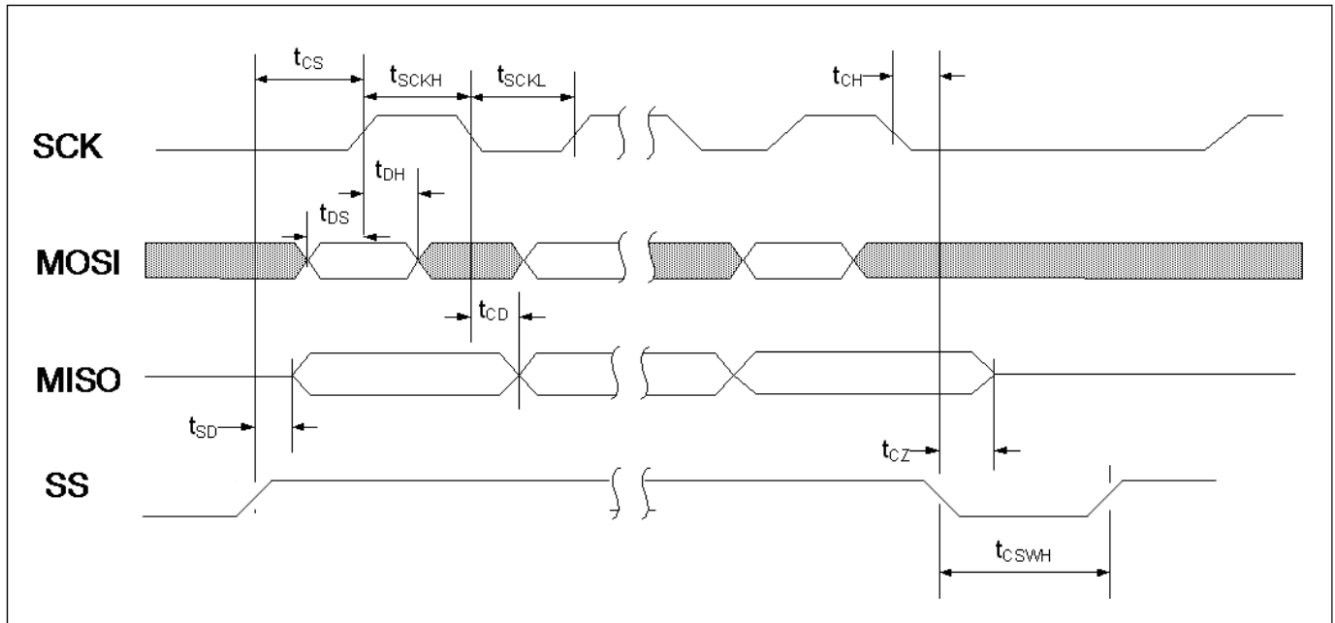 tCS
tSCKH
tSCKL
tCH
SCK
tDH
tDS
MOSI
tCD
MISO
tSD
tCZ
SS
tCSWH